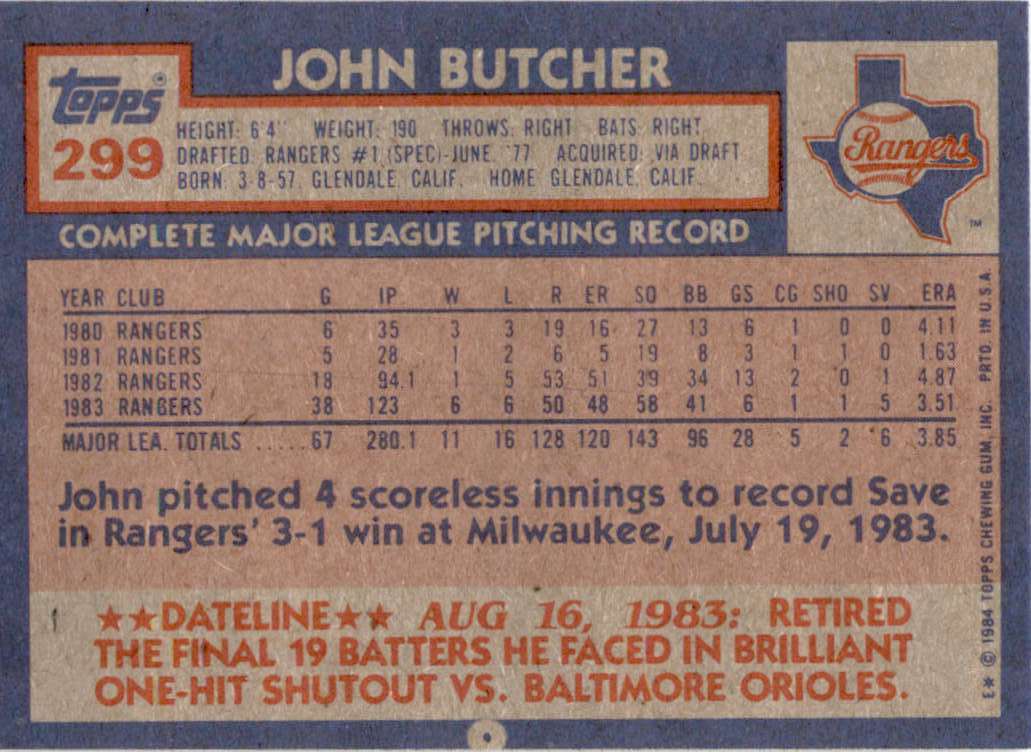 JOHN BUTCHER
Topps
299
HEIGHT: 6'4" WEIGHT: 190 THROWS: RIGHT BATS: RIGHT
DRAFTED: RANGERS #1 (SPEC)-JUNE, '77 ACQUIRED: VIA DRAFT
BORN: 3-8-57, GLENDALE, CALIF. HOME: GLENDALE, CALIF.
Rangers
TM
COMPLETE MAJOR LEAGUE PITCHING RECORD
YEAR CLUB G IP W L R ER SO BB GS CG SHO SV ERA
1980 RANGERS 6 35 3 3 19 16 27 13 6 1 0 0 4.11
1981 RANGERS 5 28 1 2 6 5 19 8 3 1 1 0 1.63
1982 RANGERS 18 94.1 1 5 53 51 39 34 13 2 0 1 4.87
1983 RANGERS 38 123 6 6 50 48 58 41 6 1 1 5 3.51
MAJOR LEA. TOTALS ...... 67 280.1 11 16 128 120 143 96 28 5 2 6 3.85
John pitched 4 scoreless innings to record Save
in Rangers' 3-1 win at Milwaukee, July 19, 1983.
★★DATELINE★★ AUG 16, 1983: RETIRED
THE FINAL 19 BATTERS HE FACED IN BRILLIANT
ONE-HIT SHUTOUT VS. BALTIMORE ORIOLES.
E✱ © 1984 TOPPS CHEWING GUM, INC. PRTD. IN U.S.A.